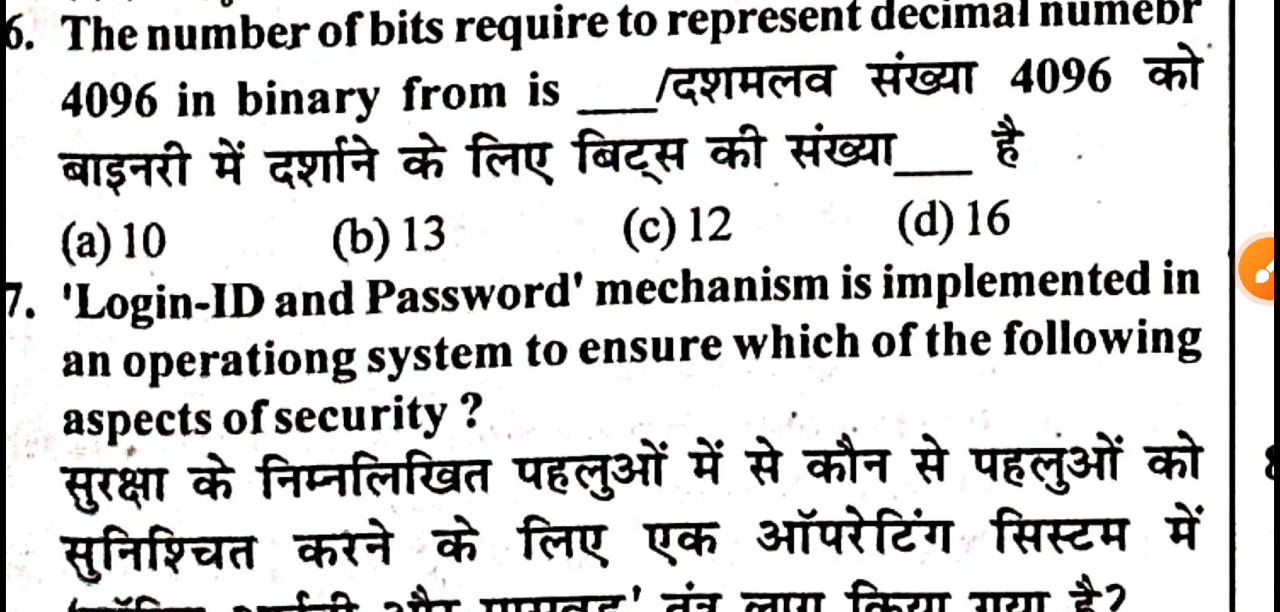 6. The number of bits require to represent decimal numebr
4096 in binary from is ___/दशमलव संख्या 4096 को
बाइनरी में दर्शाने के लिए बिट्स की संख्या___ है
(a) 10 (b) 13 (c) 12 (d) 16
7. 'Login-ID and Password' mechanism is implemented in
an operationg system to ensure which of the following
aspects of security ?
सुरक्षा के निम्नलिखित पहलुओं में से कौन से पहलुओं को
सुनिश्चित करने के लिए एक ऑपरेटिंग सिस्टम में
और तंत्र लागू किया गया है?